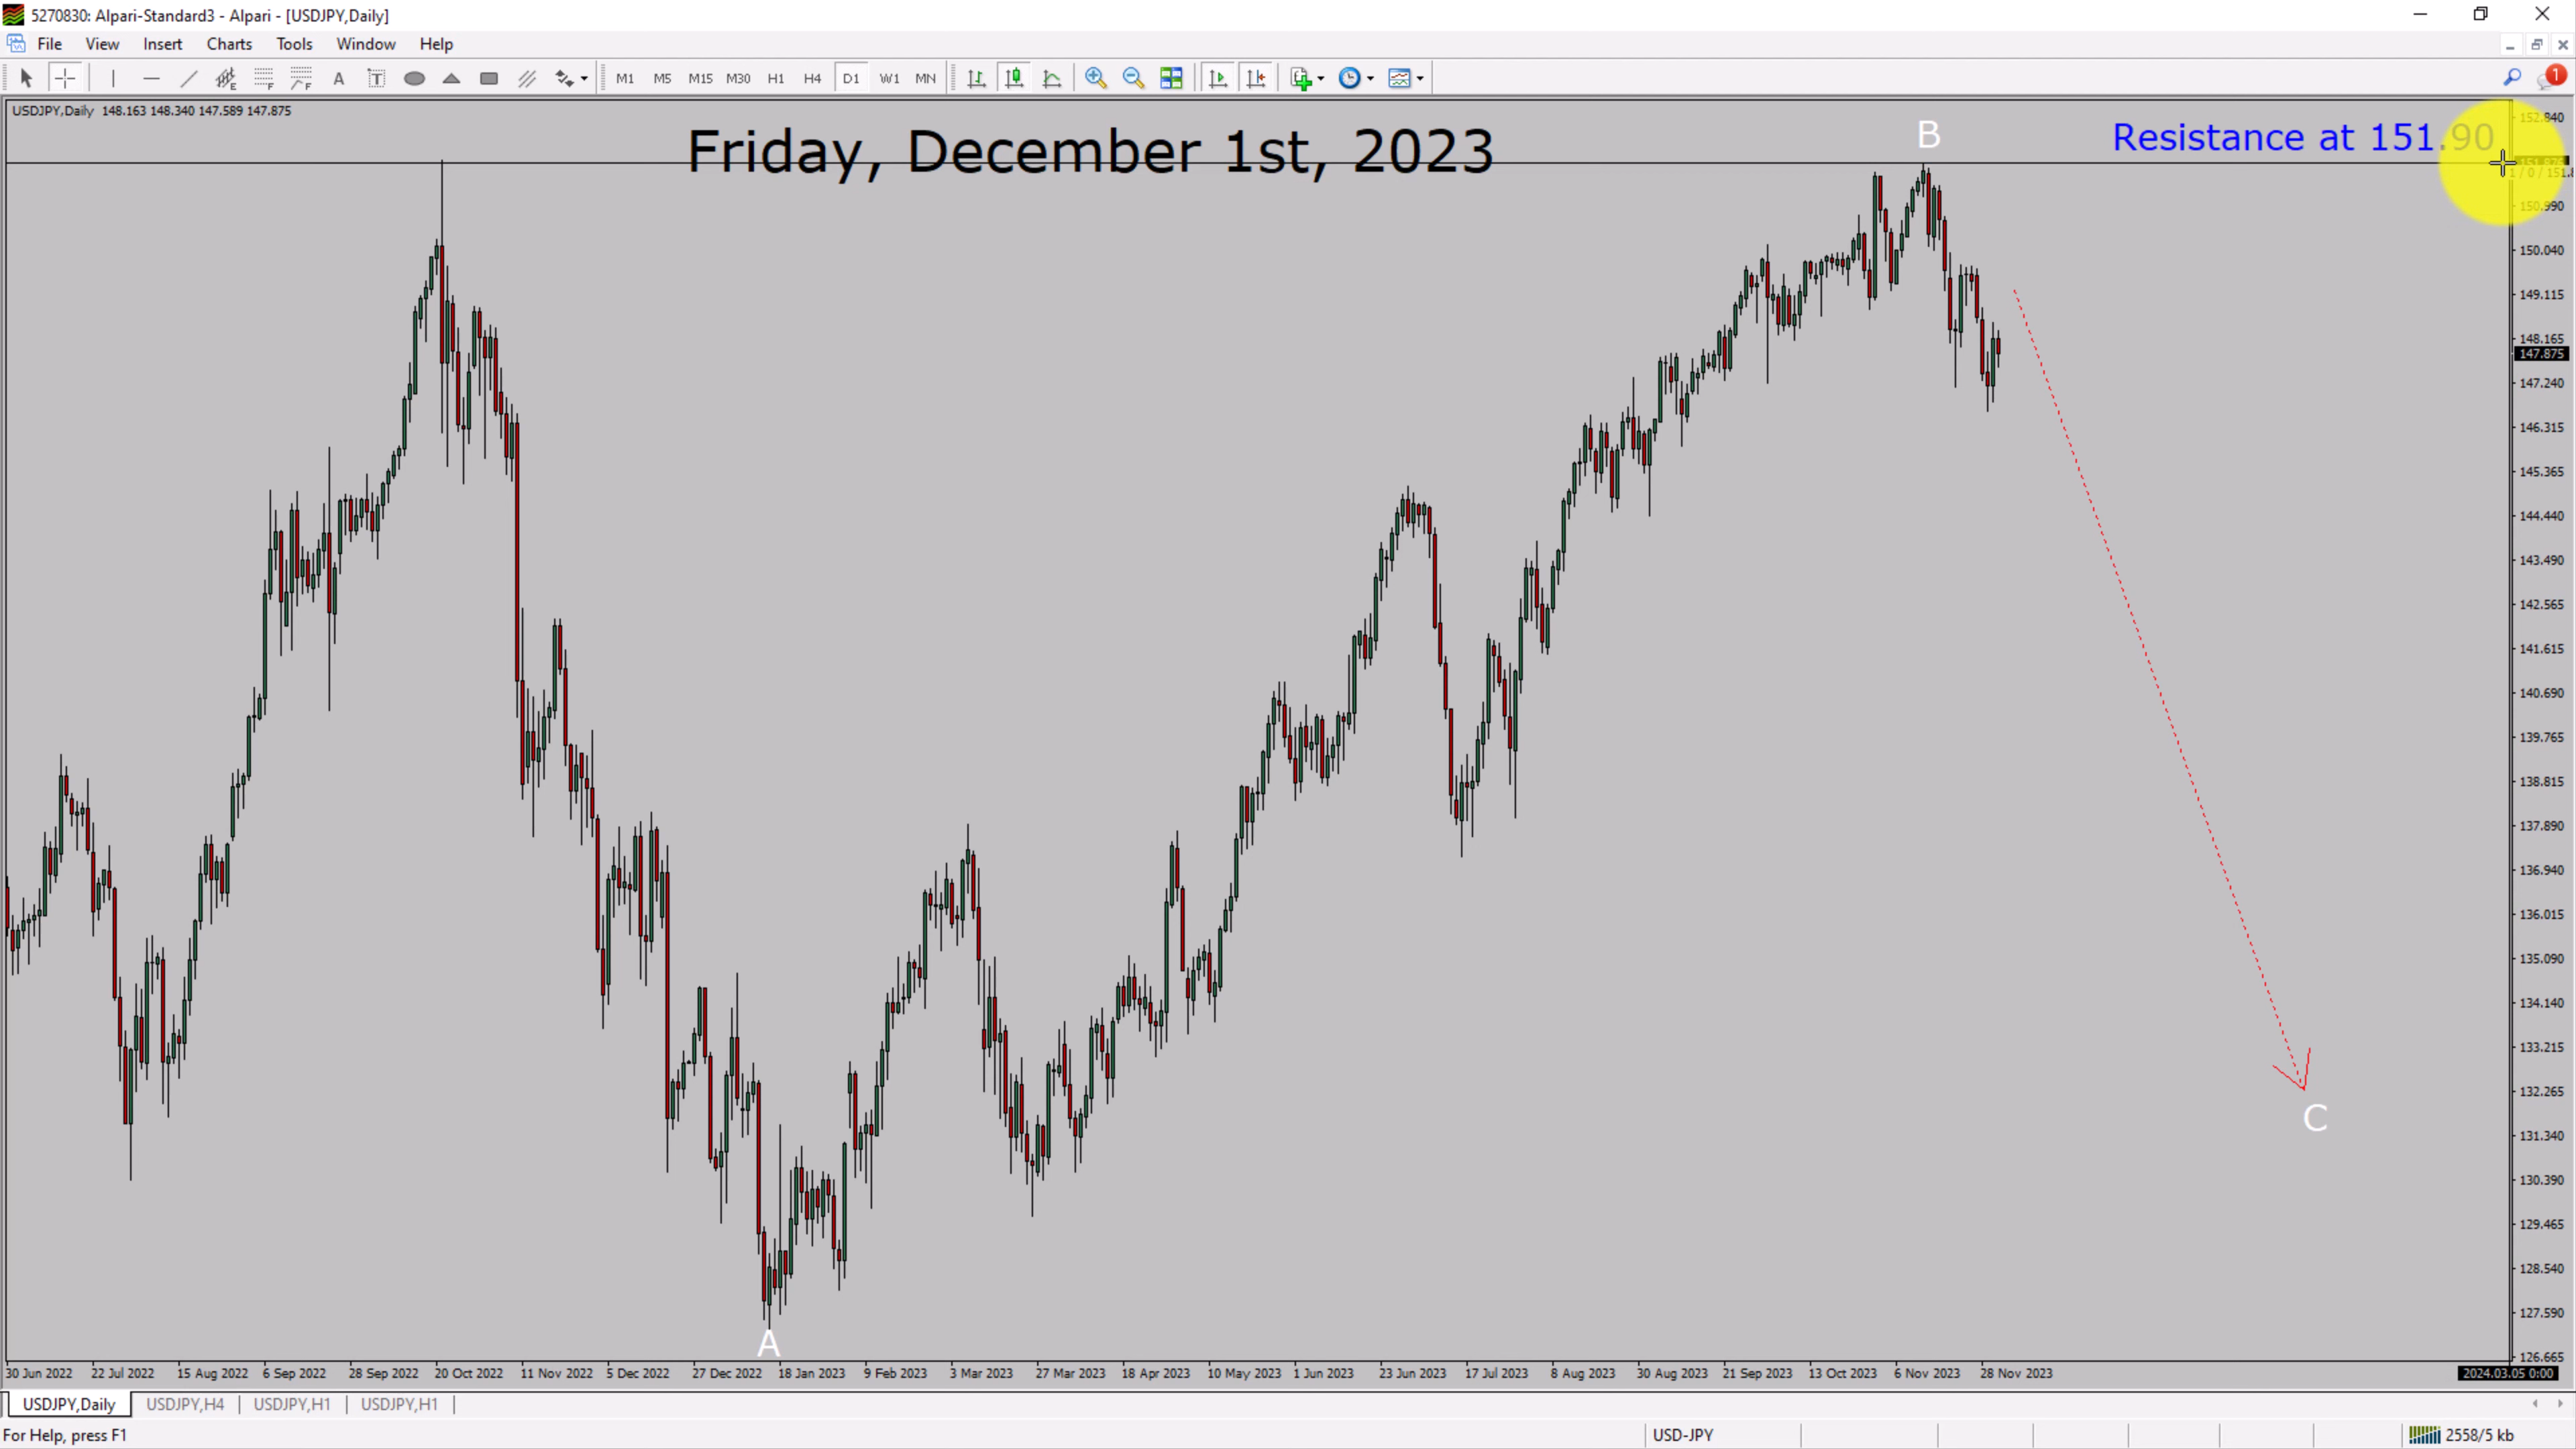 5270830: Alpari-Standard3 - Alpari - [USDJPY,Daily]
File View Insert Charts Tools Window Help
A T M1 M5 M15 M30 H1 H4 D1 W1 MN 1
USDJPY,Daily 148.163 148.340 147.589 147.875
Friday, December 1st, 2023
B
Resistance at 151.90
152.840
150.990
150.040
149.115
148.165
147.875
147.240
146.315
145.365
144.440
143.490
142.565
141.615
140.690
139.765
138.815
137.890
136.940
136.015
135.090
134.140
133.215
132.265
C
131.340
130.390
129.465
128.540
127.590
A
126.665
30 Jun 2022 22 Jul 2022 15 Aug 2022 6 Sep 2022 28 Sep 2022 20 Oct 2022 11 Nov 2022 5 Dec 2022 27 Dec 2022 18 Jan 2023 9 Feb 2023 3 Mar 2023 27 Mar 2023 18 Apr 2023 10 May 2023 1 Jun 2023 23 Jun 2023 17 Jul 2023 8 Aug 2023 30 Aug 2023 21 Sep 2023 13 Oct 2023 6 Nov 2023 28 Nov 2023 2024.03.05 0:00
USDJPY,Daily USDJPY,H4 USDJPY,H1 USDJPY,H1
For Help, press F1 USD-JPY 2558/5 kb